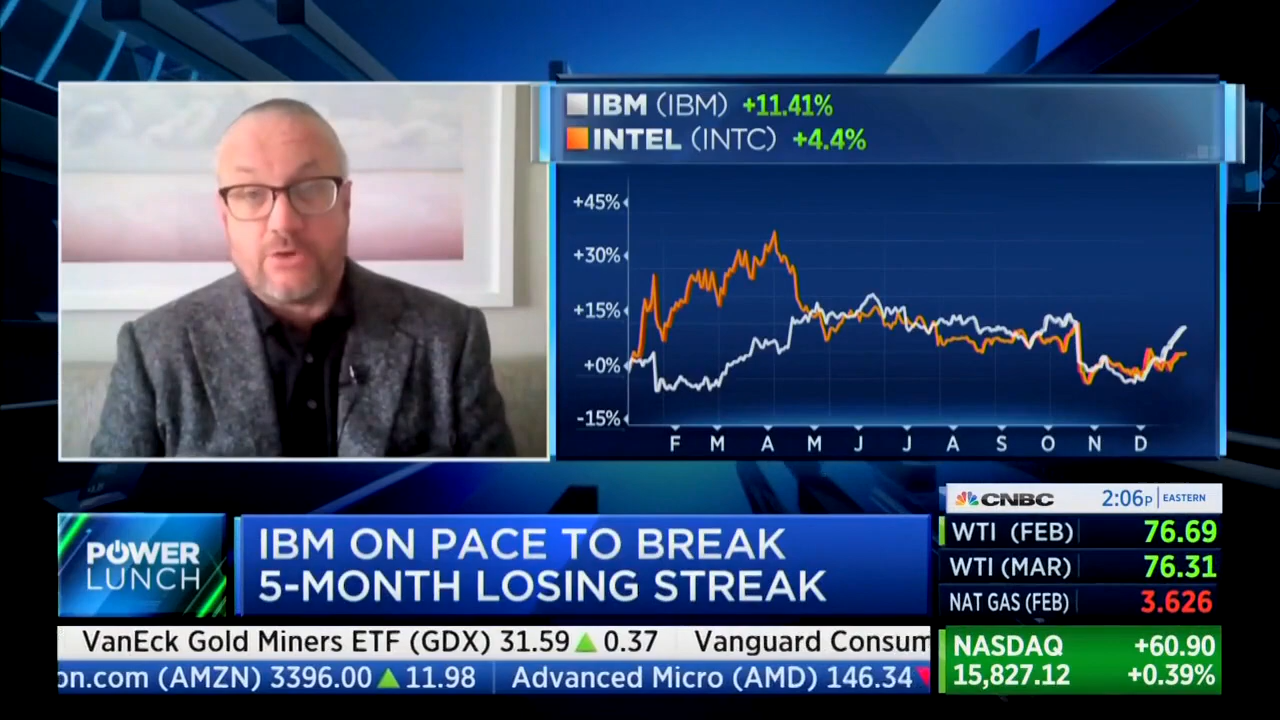 IBM (IBM) +11.41%
INTEL (INTC) +4.4%
+45%
+30%
+15%
+0%
-15%
F M A M J J A S O N D
CNBC 2:06P EASTERN
WTI (FEB) 76.69
WTI (MAR) 76.31
NAT GAS (FEB) 3.626
NASDAQ +60.90
15,827.12 +0.39%
POWER
LUNCH
IBM ON PACE TO BREAK
5-MONTH LOSING STREAK
VanEck Gold Miners ETF (GDX) 31.59 ▲ 0.37 Vanguard Consum
on.com (AMZN) 3396.00 ▲ 11.98 Advanced Micro (AMD) 146.34 ▼